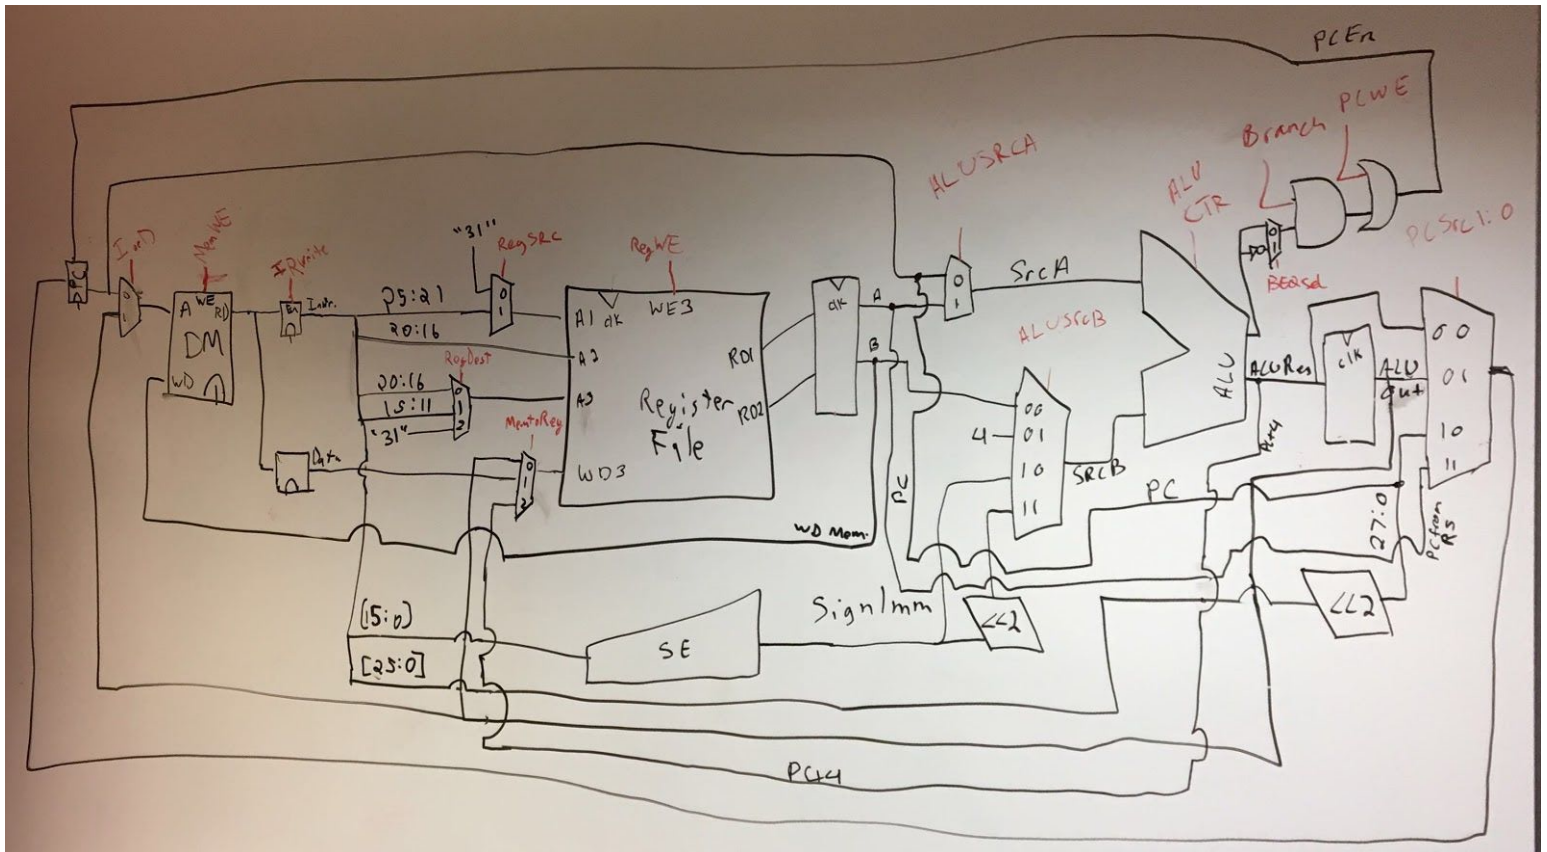 PCEn
PCWE
Branch
ALUSRCA
ALU
CTR
PCSrc1:0
IorD
MemWE
IRwrite
"31"
RegSRC
RegWE
BEQSel
PC
0
1
A
WE
RD
DM
WD
En
Instr.
25:21
20:16
0
1
A1
clk
WE3
A2
RD1
A3
RD2
Register
File
WD3
clk
A
B
0
1
SrcA
ALUSrcB
RegDest
20:16
15:11
"31"
0
1
2
MemtoReg
0
1
2
Data
00
4
01
10
11
SRCB
ALU
0
1
ALURes
clk
ALU
Out
00
01
10
11
PC+4
PC
PC
27:0
PC from
RS
WD Mem.
[15:0]
[25:0]
SE
SignImm
<<2
<<2
PC+4